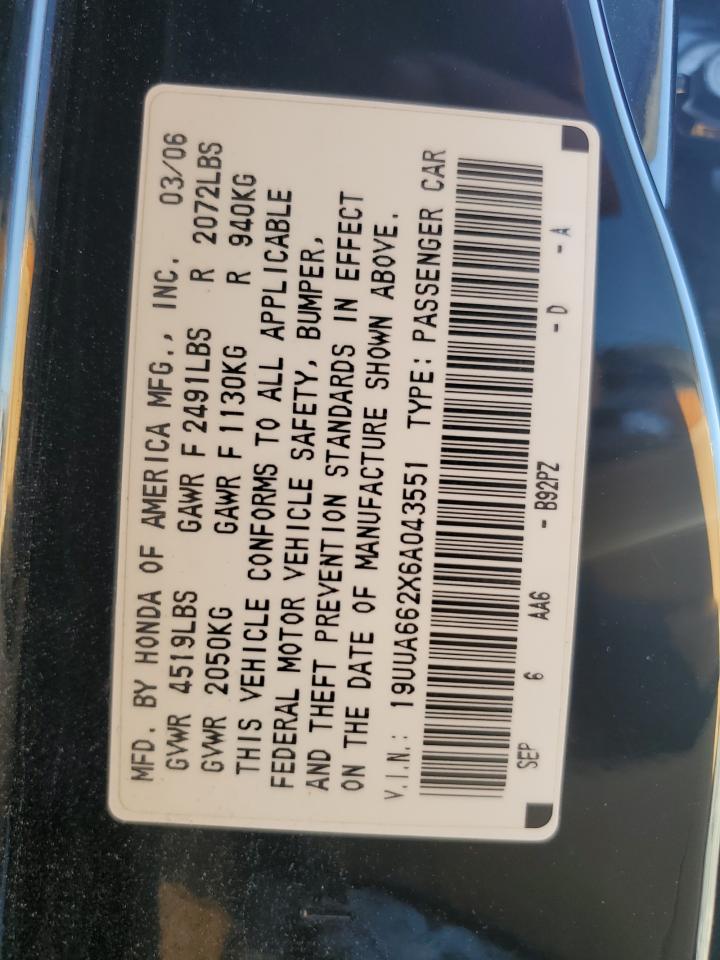 MFD. BY HONDA OF AMERICA MFG., INC. 03/06
GVWR 4519LBS GAWR F 2491LBS R 2072LBS
GVWR 2050KG GAWR F 1130KG R 940KG
THIS VEHICLE CONFORMS TO ALL APPLICABLE
FEDERAL MOTOR VEHICLE SAFETY, BUMPER,
AND THEFT PREVENTION STANDARDS IN EFFECT
ON THE DATE OF MANUFACTURE SHOWN ABOVE.
V.I.N.: 19UUA662X6A043551 TYPE: PASSENGER CAR
SEP 6 AA6 - B92PZ - D - A